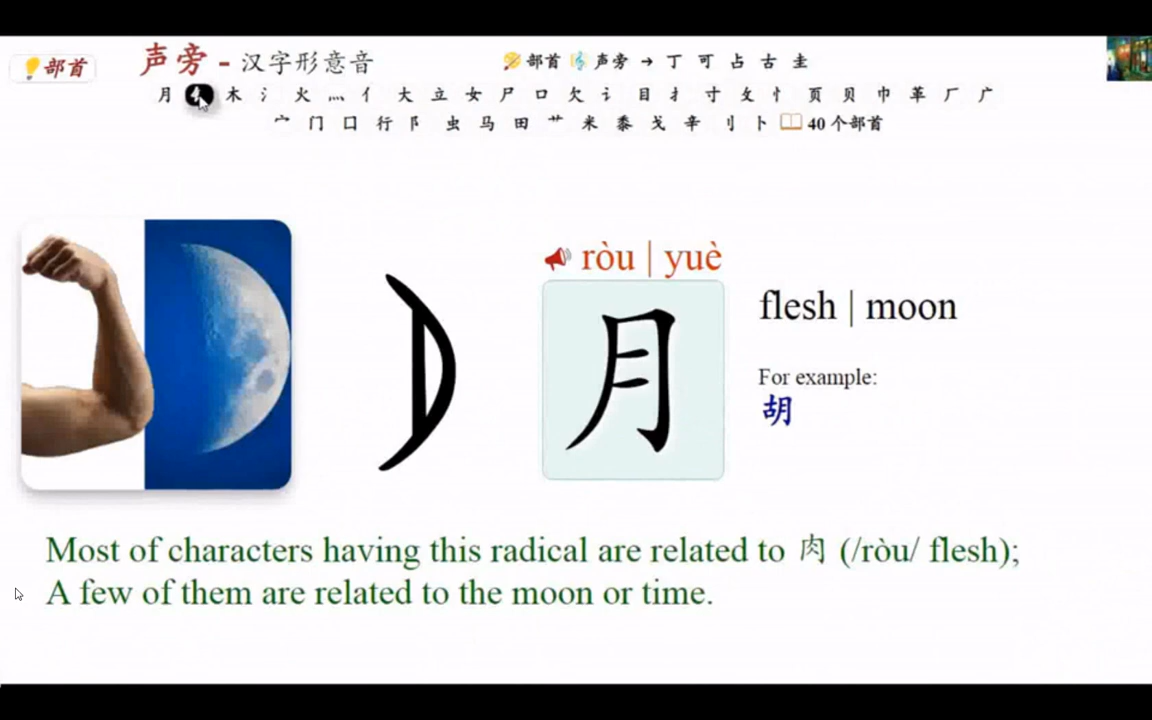 部首
声旁 - 汉字形意音
部首 声旁 → 丁 可 占 古 圭
月 木 氵 火 灬 亻 大 立 女 尸 口 欠 讠 目 扌 寸 攵 忄 页 贝 巾 革 厂 广
宀 门 囗 行 阝 虫 马 田 艹 米 黍 戈 辛 刂 卜 40 个部首
ròu | yuè
月
flesh | moon
For example:
胡
Most of characters having this radical are related to 肉 (/ròu/ flesh);
A few of them are related to the moon or time.